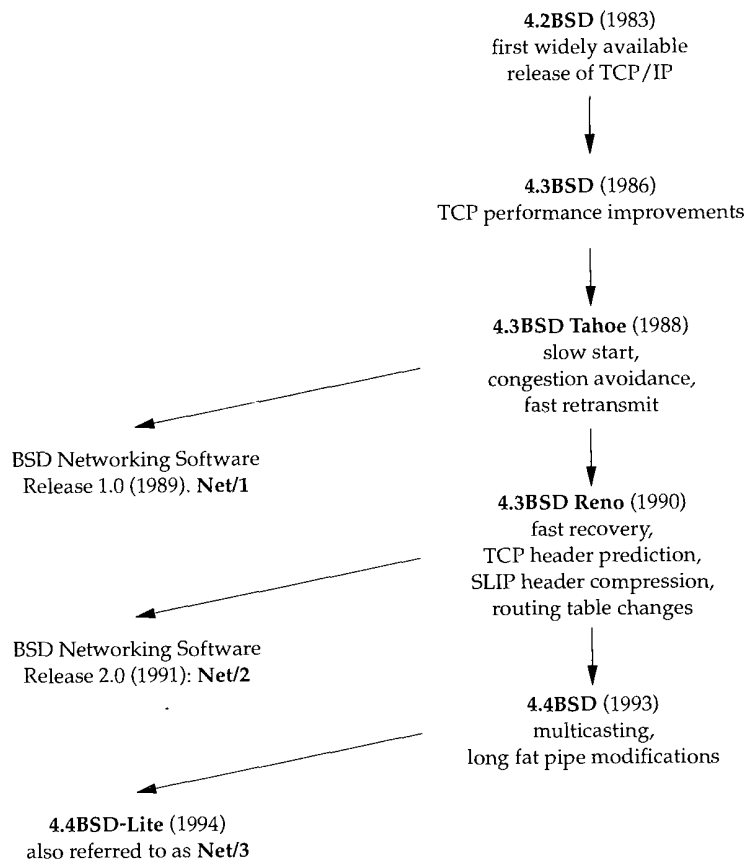 4.2BSD (1983)
first widely available
release of TCP/IP
4.3BSD (1986)
TCP performance improvements
4.3BSD Tahoe (1988)
slow start,
congestion avoidance,
fast retransmit
BSD Networking Software
Release 1.0 (1989). Net/1
4.3BSD Reno (1990)
fast recovery,
TCP header prediction,
SLIP header compression,
routing table changes
BSD Networking Software
Release 2.0 (1991): Net/2
4.4BSD (1993)
multicasting,
long fat pipe modifications
4.4BSD-Lite (1994)
also referred to as Net/3